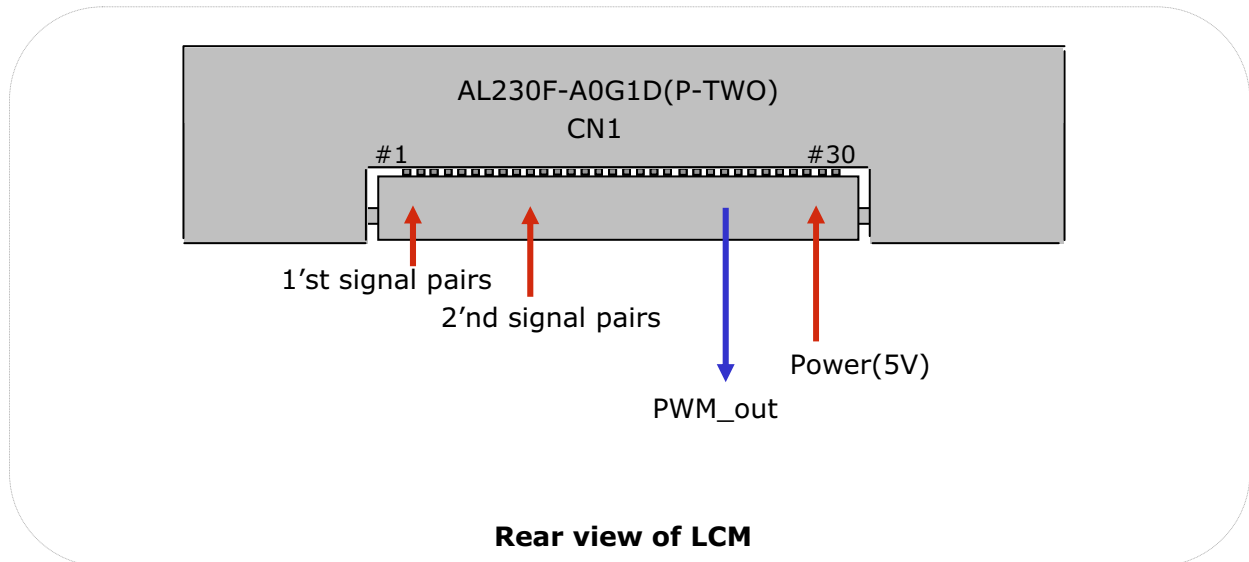 AL230F-A0G1D(P-TWO)
CN1
#1 #30
1’st signal pairs
2’nd signal pairs
Power(5V)
PWM_out
Rear view of LCM